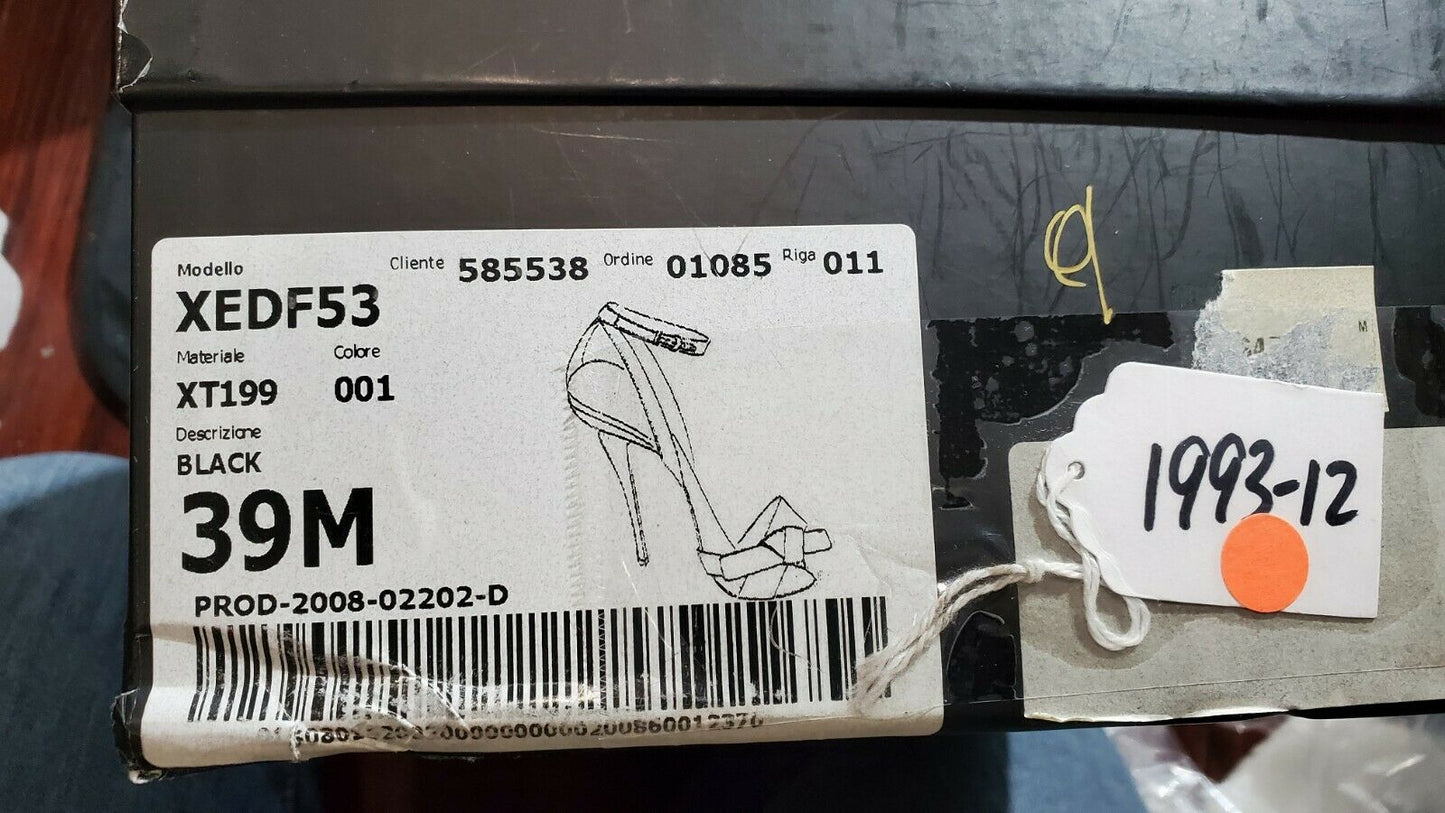 Modello
Cliente 585538 Ordine 01085 Riga 011
XEDF53
Materiale Colore
XT199 001
Descrizione
BLACK
39M
PROD-2008-02202-D
9
M
1993-12